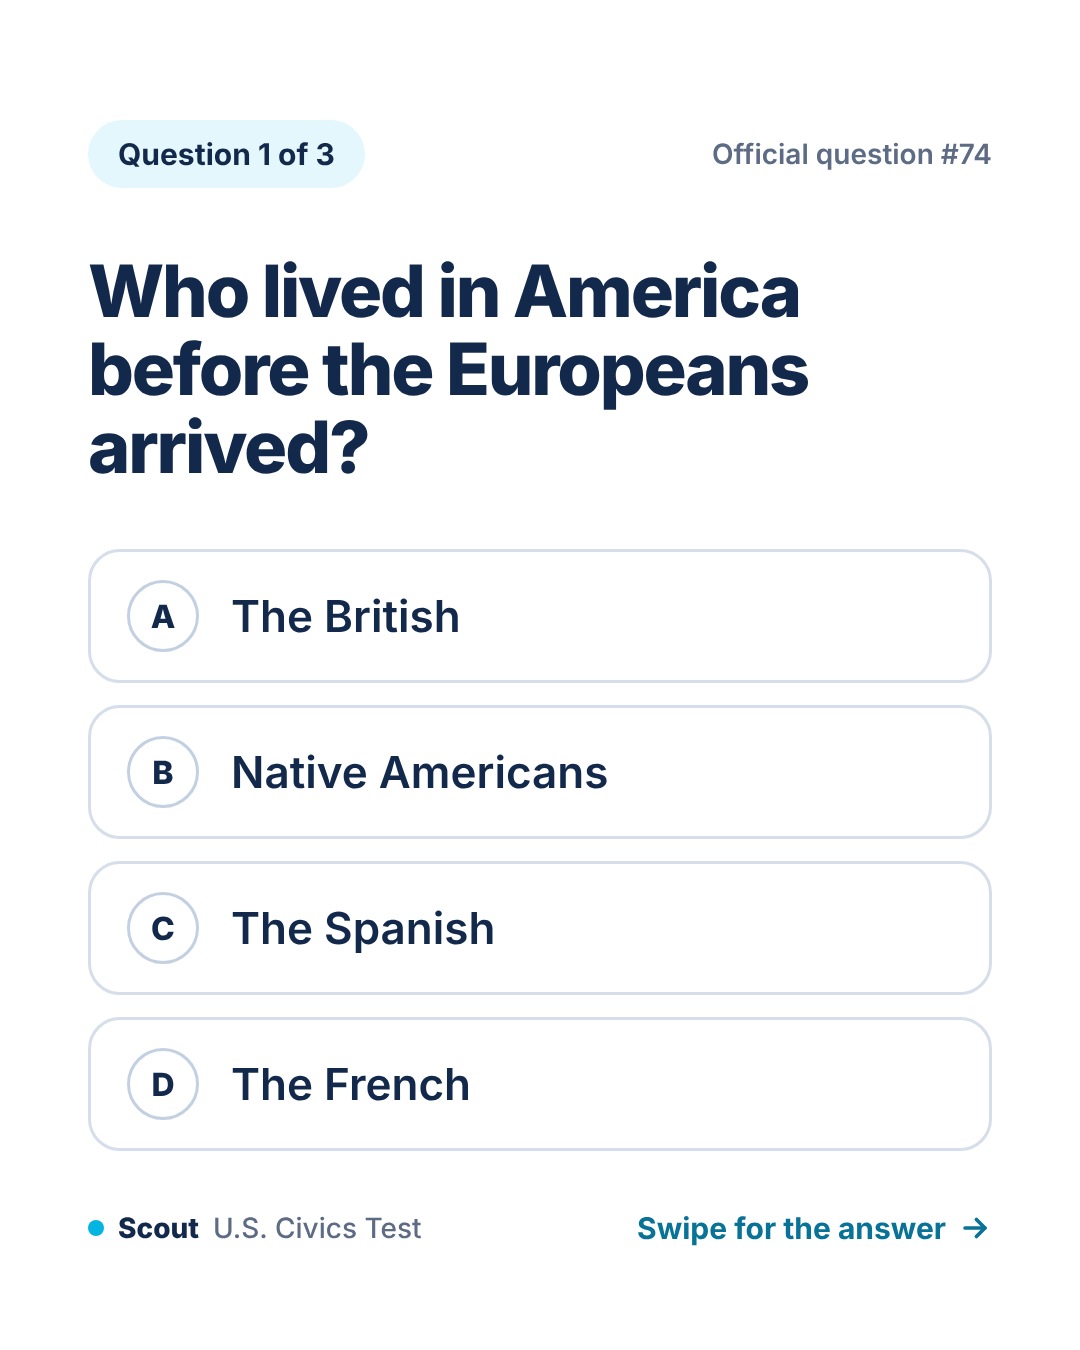 Question 1 of 3
Official question #74
Who lived in America
before the Europeans
arrived?
A The British
B Native Americans
C The Spanish
D The French
Scout U.S. Civics Test
Swipe for the answer →